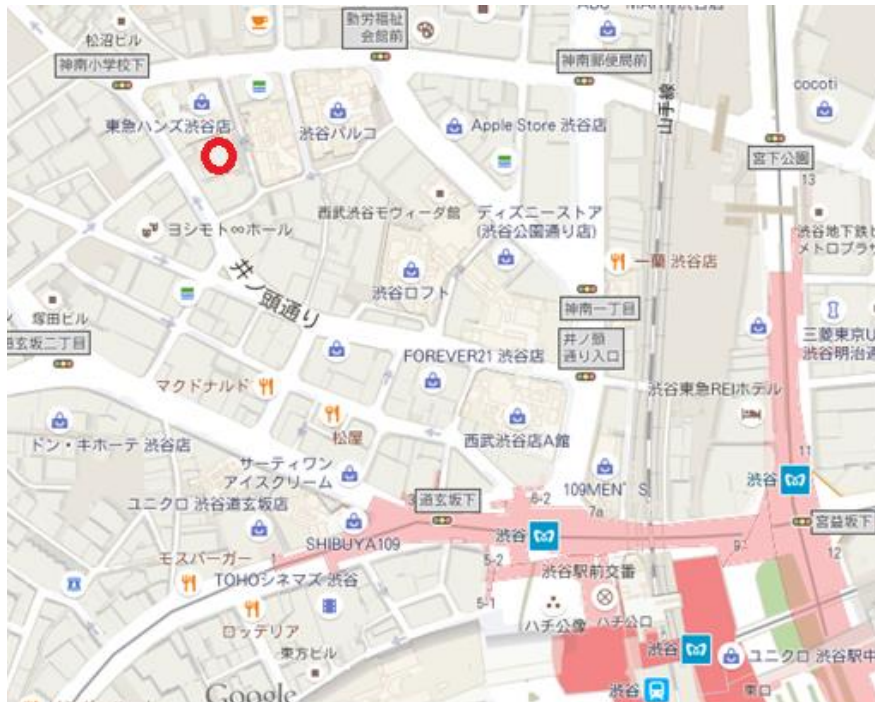 松沼ビル
勤労福祉
会館前
神南小学校下
神南郵便局前
山手線
cocoti
東急ハンズ渋谷店
渋谷パルコ
Apple Store 渋谷店
宮下公園
13
ヨシモト∞ホール
西武渋谷モヴィーダ館
ディズニーストア
(渋谷公園通り店)
渋谷地下鉄ビ
メトロプラザ
一蘭 渋谷店
井ノ頭通り
渋谷ロフト
塚田ビル
神南一丁目
道玄坂二丁目
井ノ頭
通り入口
三菱東京U
渋谷明治通
FOREVER21 渋谷店
マクドナルド
渋谷東急REIホテル
松屋
ドン・キホーテ 渋谷店
西武渋谷店A館
サーティワン
アイスクリーム
11
渋谷
109MEN'S
ユニクロ 渋谷道玄坂店
3
道玄坂下
6-2
7a
宮益坂下
SHIBUYA109
渋谷
9
12
モスバーガー
1
5-2
TOHOシネマズ 渋谷
渋谷駅前交番
5-1
ロッテリア
ハチ公像
ハチ公口
東方ビル
渋谷
ユニクロ 渋谷駅中
Google
渋谷
東口